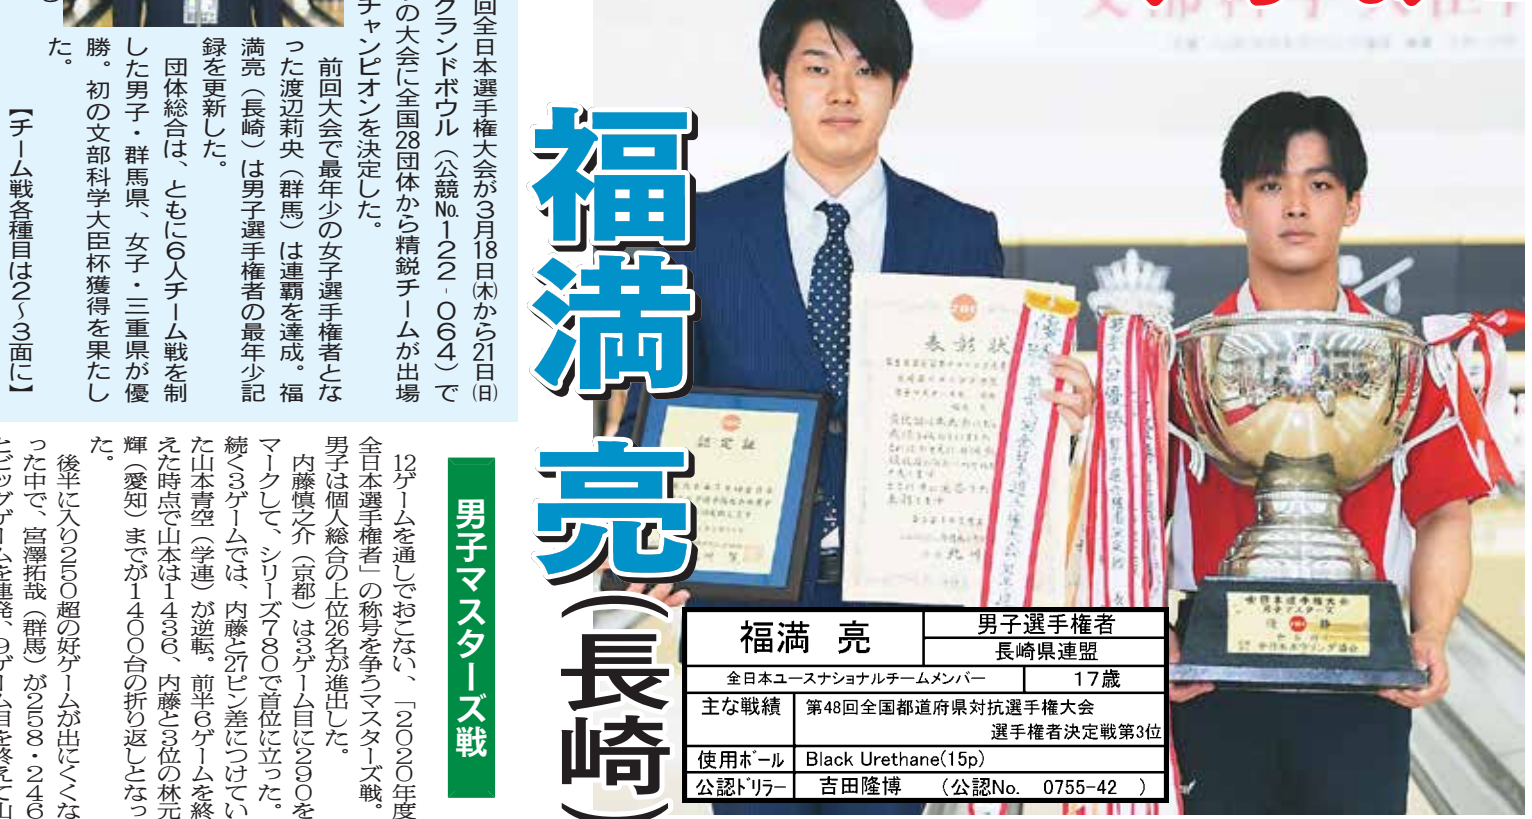 回全日本選手権大会が3月18日㈭から21日㈰
グランドボウル（公競№122-064）で
の大会に全国28団体から精鋭チームが出場
チャンピオンを決定した。
前回大会で最年少の女子選手権者とな
った渡辺莉央（群馬）は連覇を達成。福
満亮（長崎）は男子選手権者の最年少記
録を更新した。
団体総合は、ともに6人チーム戦を制
した男子・群馬県、女子・三重県が優
勝。初の文部科学大臣杯獲得を果たし
た。
【チーム戦各種目は2〜3面に】
福満 亮（長崎）
男子マスターズ戦
12ゲームを通しでおこない、「2020年度
全日本選手権者」の称号を争うマスターズ戦。
男子は個人総合の上位26名が進出した。
内藤慎之介（京都）は3ゲーム目に290を
マークして、シリーズ780で首位に立った。
続く3ゲームでは、内藤と27ピン差につけてい
た山本青空（学連）が逆転。前半6ゲームを終
えた時点で山本は1436、内藤と3位の林元
輝（愛知）までが1400台の折り返しとなっ
た。
後半に入り250超の好ゲームが出にくくな
った中で、宮澤拓哉（群馬）が258・246
とビッグゲームを連発、9ゲーム目を終えて山
表彰状
認定証
福満 亮
男子選手権者
長崎県連盟
全日本ユースナショナルチームメンバー
17歳
主な戦績
第48回全国都道府県対抗選手権大会
選手権者決定戦第3位
使用ボール
Black Urethane(15p)
公認ドリラー
吉田隆博 （公認No. 0755-42 ）